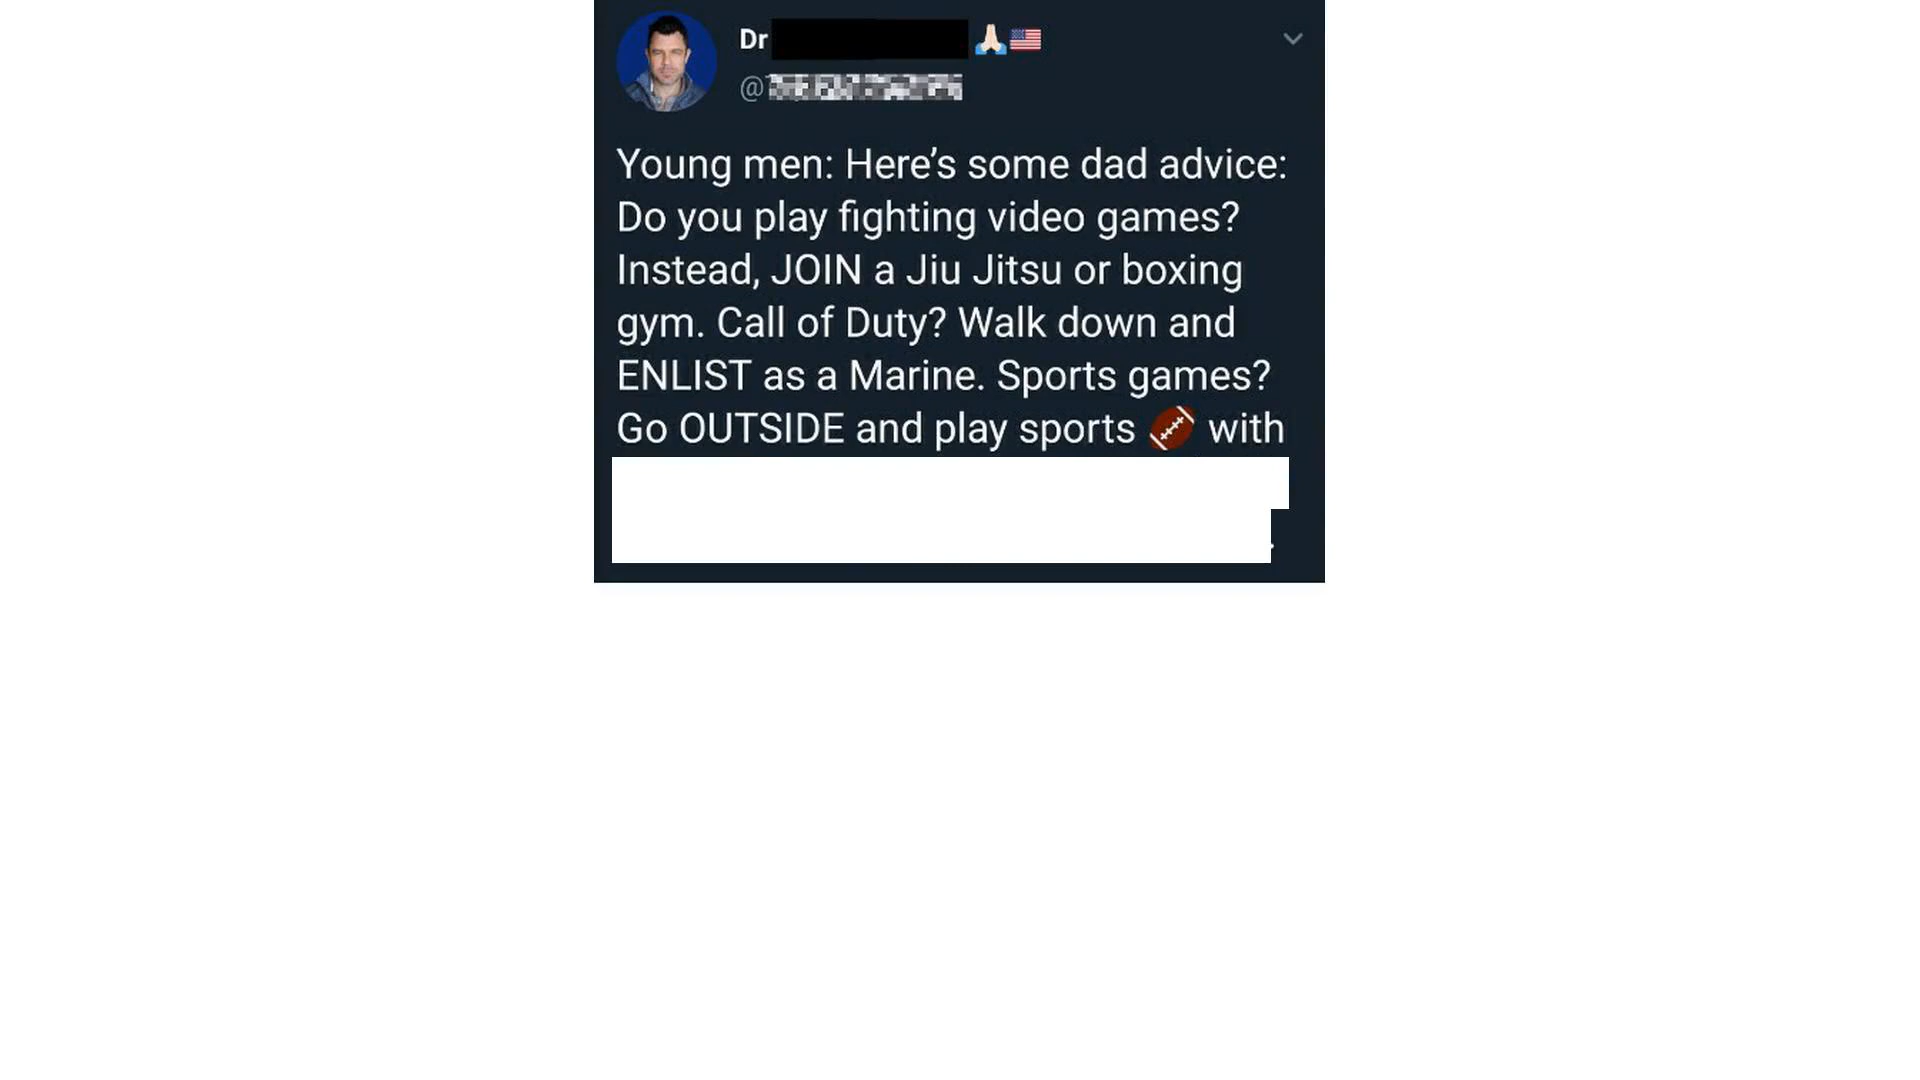 Dr 🙏🏻🇺🇸
@
Young men: Here’s some dad advice:
Do you play fighting video games?
Instead, JOIN a Jiu Jitsu or boxing
gym. Call of Duty? Walk down and
ENLIST as a Marine. Sports games?
Go OUTSIDE and play sports 🏈 with
.